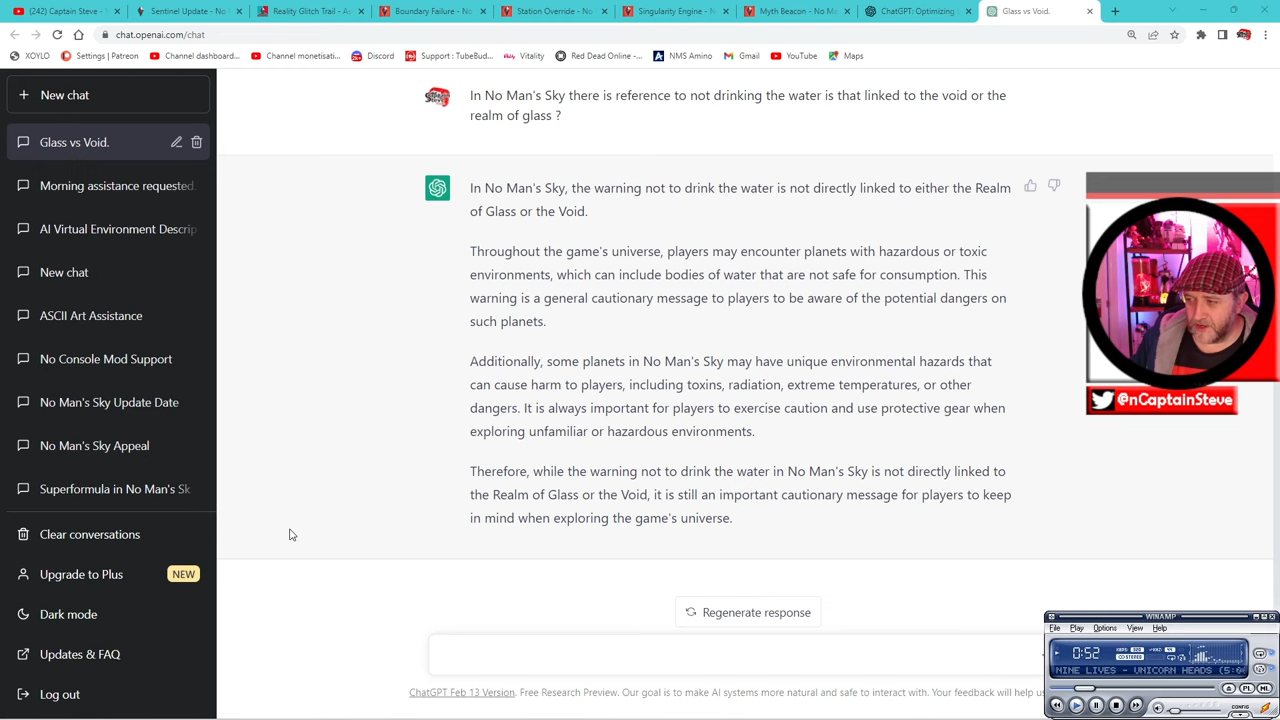 (242) Captain Steve -
Sentinel Update - No
Reality Glitch Trail - Av
Boundary Failure - No
Station Override - No
Singularity Engine - No
Myth Beacon - No Ma
ChatGPT: Optimizing
Glass vs Void.
chat.openai.com/chat
XOYLO
Settings | Patreon
Channel dashboard...
Channel monetisati...
Discord
Support : TubeBud...
Vitality
Red Dead Online -...
NMS Amino
Gmail
YouTube
Maps
New chat
Glass vs Void.
Morning assistance requested.
AI Virtual Environment Descrip
New chat
ASCII Art Assistance
No Console Mod Support
No Man's Sky Update Date
No Man's Sky Appeal
Superformula in No Man's Sk
Clear conversations
Upgrade to Plus
NEW
Dark mode
Updates & FAQ
Log out
In No Man's Sky there is reference to not drinking the water is that linked to the void or the
realm of glass ?
In No Man's Sky, the warning not to drink the water is not directly linked to either the Realm
of Glass or the Void.
Throughout the game's universe, players may encounter planets with hazardous or toxic
environments, which can include bodies of water that are not safe for consumption. This
warning is a general cautionary message to players to be aware of the potential dangers on
such planets.
Additionally, some planets in No Man's Sky may have unique environmental hazards that
can cause harm to players, including toxins, radiation, extreme temperatures, or other
dangers. It is always important for players to exercise caution and use protective gear when
exploring unfamiliar or hazardous environments.
Therefore, while the warning not to drink the water in No Man's Sky is not directly linked to
the Realm of Glass or the Void, it is still an important cautionary message for players to keep
in mind when exploring the game's universe.
Regenerate response
ChatGPT Feb 13 Version. Free Research Preview. Our goal is to make AI systems more natural and safe to interact with. Your feedback will help us
@nCaptainSteve
WINAMP
File Play Options View Help
0:52
STEREO
NINE LIVES - UNICORN HEADS (5:0
PL ML
CONFIG